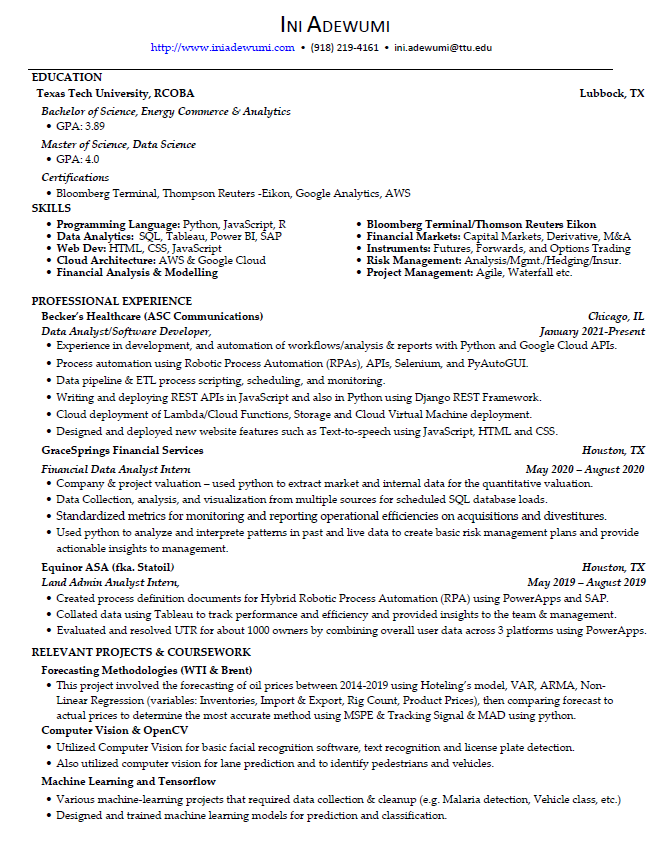 INI ADEWUMI
http://www.iniadewumi.com • (918) 219-4161 • ini.adewumi@ttu.edu
EDUCATION
Texas Tech University, RCOBA Lubbock, TX
Bachelor of Science, Energy Commerce & Analytics
• GPA: 3.89
Master of Science, Data Science
• GPA: 4.0
Certifications
• Bloomberg Terminal, Thompson Reuters -Eikon, Google Analytics, AWS
SKILLS
• Programming Language: Python, JavaScript, R
• Data Analytics: SQL, Tableau, Power BI, SAP
• Web Dev: HTML, CSS, JavaScript
• Cloud Architecture: AWS & Google Cloud
• Financial Analysis & Modelling
• Bloomberg Terminal/Thomson Reuters Eikon
• Financial Markets: Capital Markets, Derivative, M&A
• Instruments: Futures, Forwards, and Options Trading
• Risk Management: Analysis/Mgmt./Hedging/Insur.
• Project Management: Agile, Waterfall etc.
PROFESSIONAL EXPERIENCE
Becker's Healthcare (ASC Communications) Chicago, IL
Data Analyst/Software Developer, January 2021-Present
• Experience in development, and automation of workflows/analysis & reports with Python and Google Cloud APIs.
• Process automation using Robotic Process Automation (RPAs), APIs, Selenium, and PyAutoGUI.
• Data pipeline & ETL process scripting, scheduling, and monitoring.
• Writing and deploying REST APIs in JavaScript and also in Python using Django REST Framework.
• Cloud deployment of Lambda/Cloud Functions, Storage and Cloud Virtual Machine deployment.
• Designed and deployed new website features such as Text-to-speech using JavaScript, HTML and CSS.
GraceSprings Financial Services Houston, TX
Financial Data Analyst Intern May 2020 – August 2020
• Company & project valuation – used python to extract market and internal data for the quantitative valuation.
• Data Collection, analysis, and visualization from multiple sources for scheduled SQL database loads.
• Standardized metrics for monitoring and reporting operational efficiencies on acquisitions and divestitures.
• Used python to analyze and interprete patterns in past and live data to create basic risk management plans and provide
actionable insights to management.
Equinor ASA (fka. Statoil) Houston, TX
Land Admin Analyst Intern, May 2019 – August 2019
• Created process definition documents for Hybrid Robotic Process Automation (RPA) using PowerApps and SAP.
• Collated data using Tableau to track performance and efficiency and provided insights to the team & management.
• Evaluated and resolved UTR for about 1000 owners by combining overall user data across 3 platforms using PowerApps.
RELEVANT PROJECTS & COURSEWORK
Forecasting Methodologies (WTI & Brent)
• This project involved the forecasting of oil prices between 2014-2019 using Hoteling's model, VAR, ARMA, Non-
Linear Regression (variables: Inventories, Import & Export, Rig Count, Product Prices), then comparing forecast to
actual prices to determine the most accurate method using MSPE & Tracking Signal & MAD using python.
Computer Vision & OpenCV
• Utilized Computer Vision for basic facial recognition software, text recognition and license plate detection.
• Also utilized computer vision for lane prediction and to identify pedestrians and vehicles.
Machine Learning and Tensorflow
• Various machine-learning projects that required data collection & cleanup (e.g. Malaria detection, Vehicle class, etc.)
• Designed and trained machine learning models for prediction and classification.